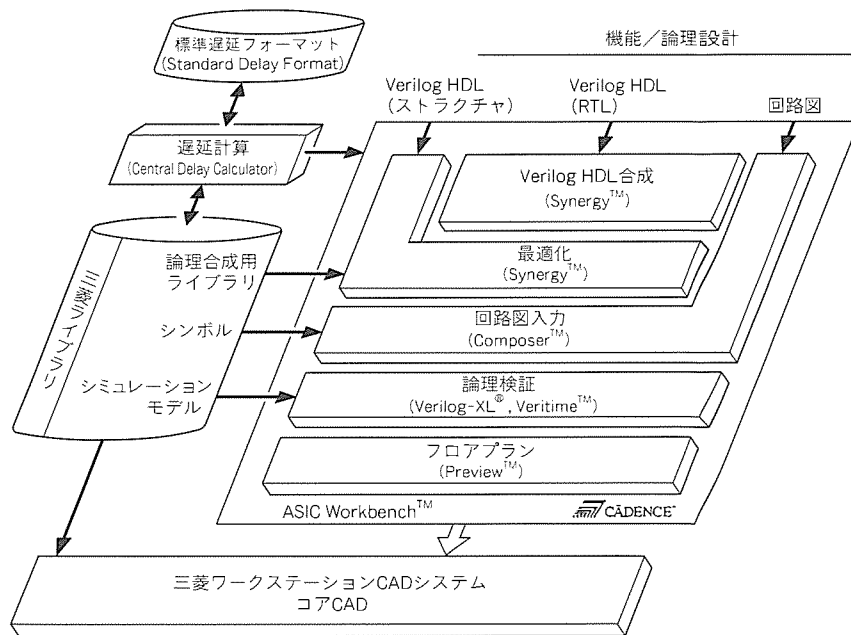 標準遅延フォーマット
(Standard Delay Format)
機能／論理設計
Verilog HDL
(ストラクチャ)
Verilog HDL
(RTL)
回路図
遅延計算
(Central Delay Calculator)
Verilog HDL合成
(Synergy™)
三菱ライブラリ
論理合成用
ライブラリ
最適化
(Synergy™)
シンボル
回路図入力
(Composer™)
シミュレーション
モデル
論理検証
(Verilog-XL®, Veritime™)
フロアプラン
(Preview™)
ASIC Workbench™
CĀDENCE™
三菱ワークステーションCADシステム
コアCAD